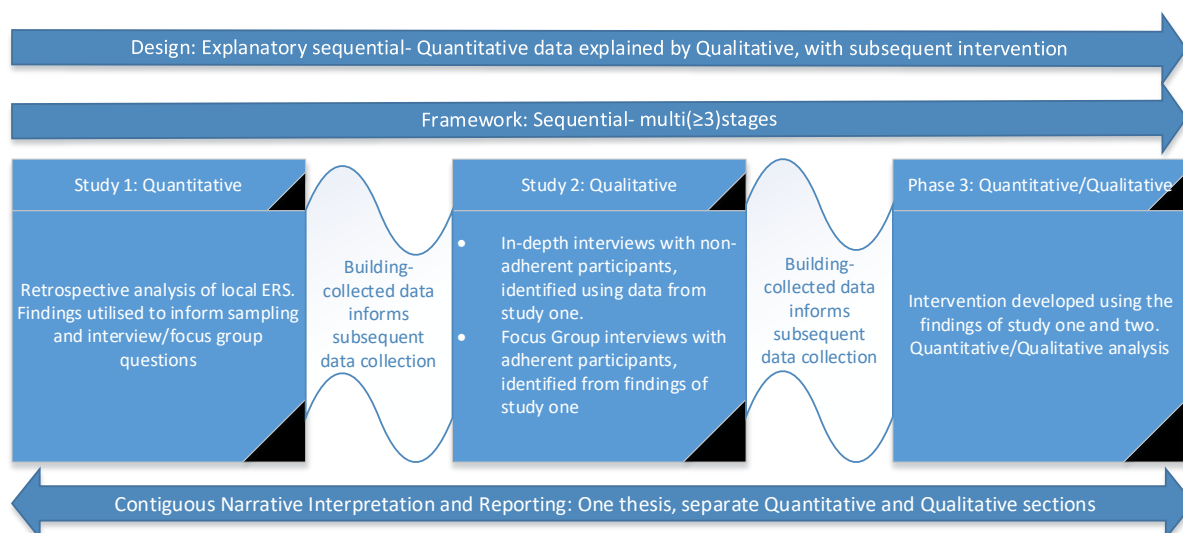 Design: Explanatory sequential- Quantitative data explained by Qualitative, with subsequent intervention
Framework: Sequential- multi(≥3)stages
Study 1: Quantitative
Retrospective analysis of local ERS.
Findings utilised to inform sampling
and interview/focus group
questions
Building-
collected data
informs
subsequent
data collection
Study 2: Qualitative
• In-depth interviews with non-
adherent participants,
identified using data from
study one.
• Focus Group interviews with
adherent participants,
identified from findings of
study one
Building-
collected data
informs
subsequent
data collection
Phase 3: Quantitative/Qualitative
Intervention developed using the
findings of study one and two.
Quantitative/Qualitative analysis
Contiguous Narrative Interpretation and Reporting: One thesis, separate Quantitative and Qualitative sections